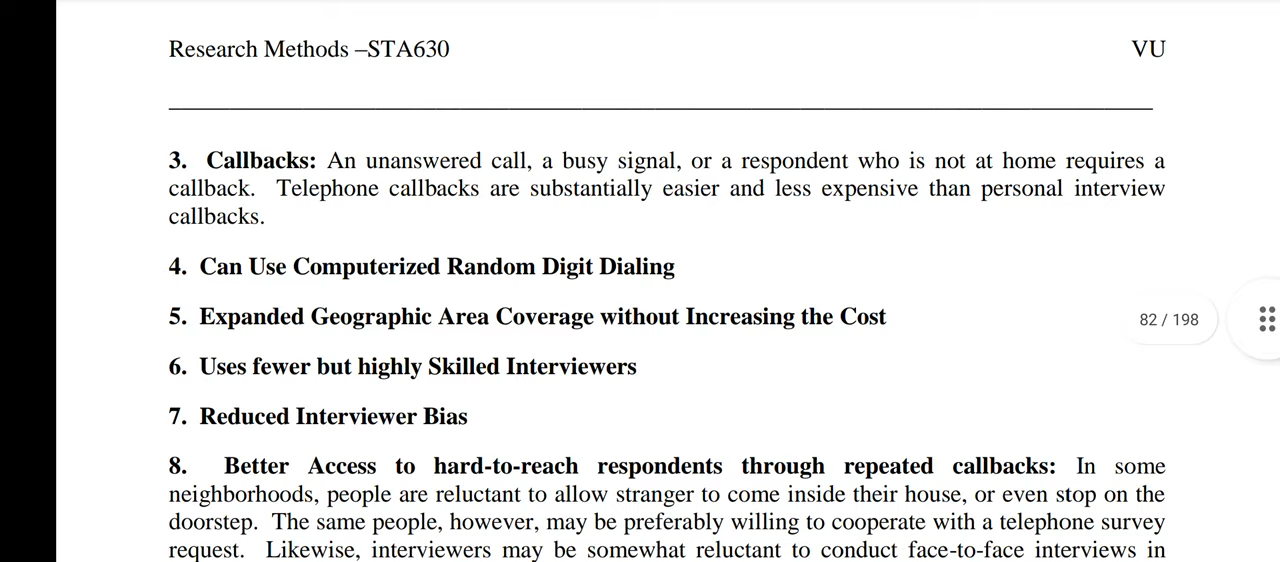 Research Methods –STA630 VU
3. Callbacks: An unanswered call, a busy signal, or a respondent who is not at home requires a
callback. Telephone callbacks are substantially easier and less expensive than personal interview
callbacks.
4. Can Use Computerized Random Digit Dialing
5. Expanded Geographic Area Coverage without Increasing the Cost
82 / 198
6. Uses fewer but highly Skilled Interviewers
7. Reduced Interviewer Bias
8. Better Access to hard-to-reach respondents through repeated callbacks: In some
neighborhoods, people are reluctant to allow stranger to come inside their house, or even stop on the
doorstep. The same people, however, may be preferably willing to cooperate with a telephone survey
request. Likewise, interviewers may be somewhat reluctant to conduct face-to-face interviews in